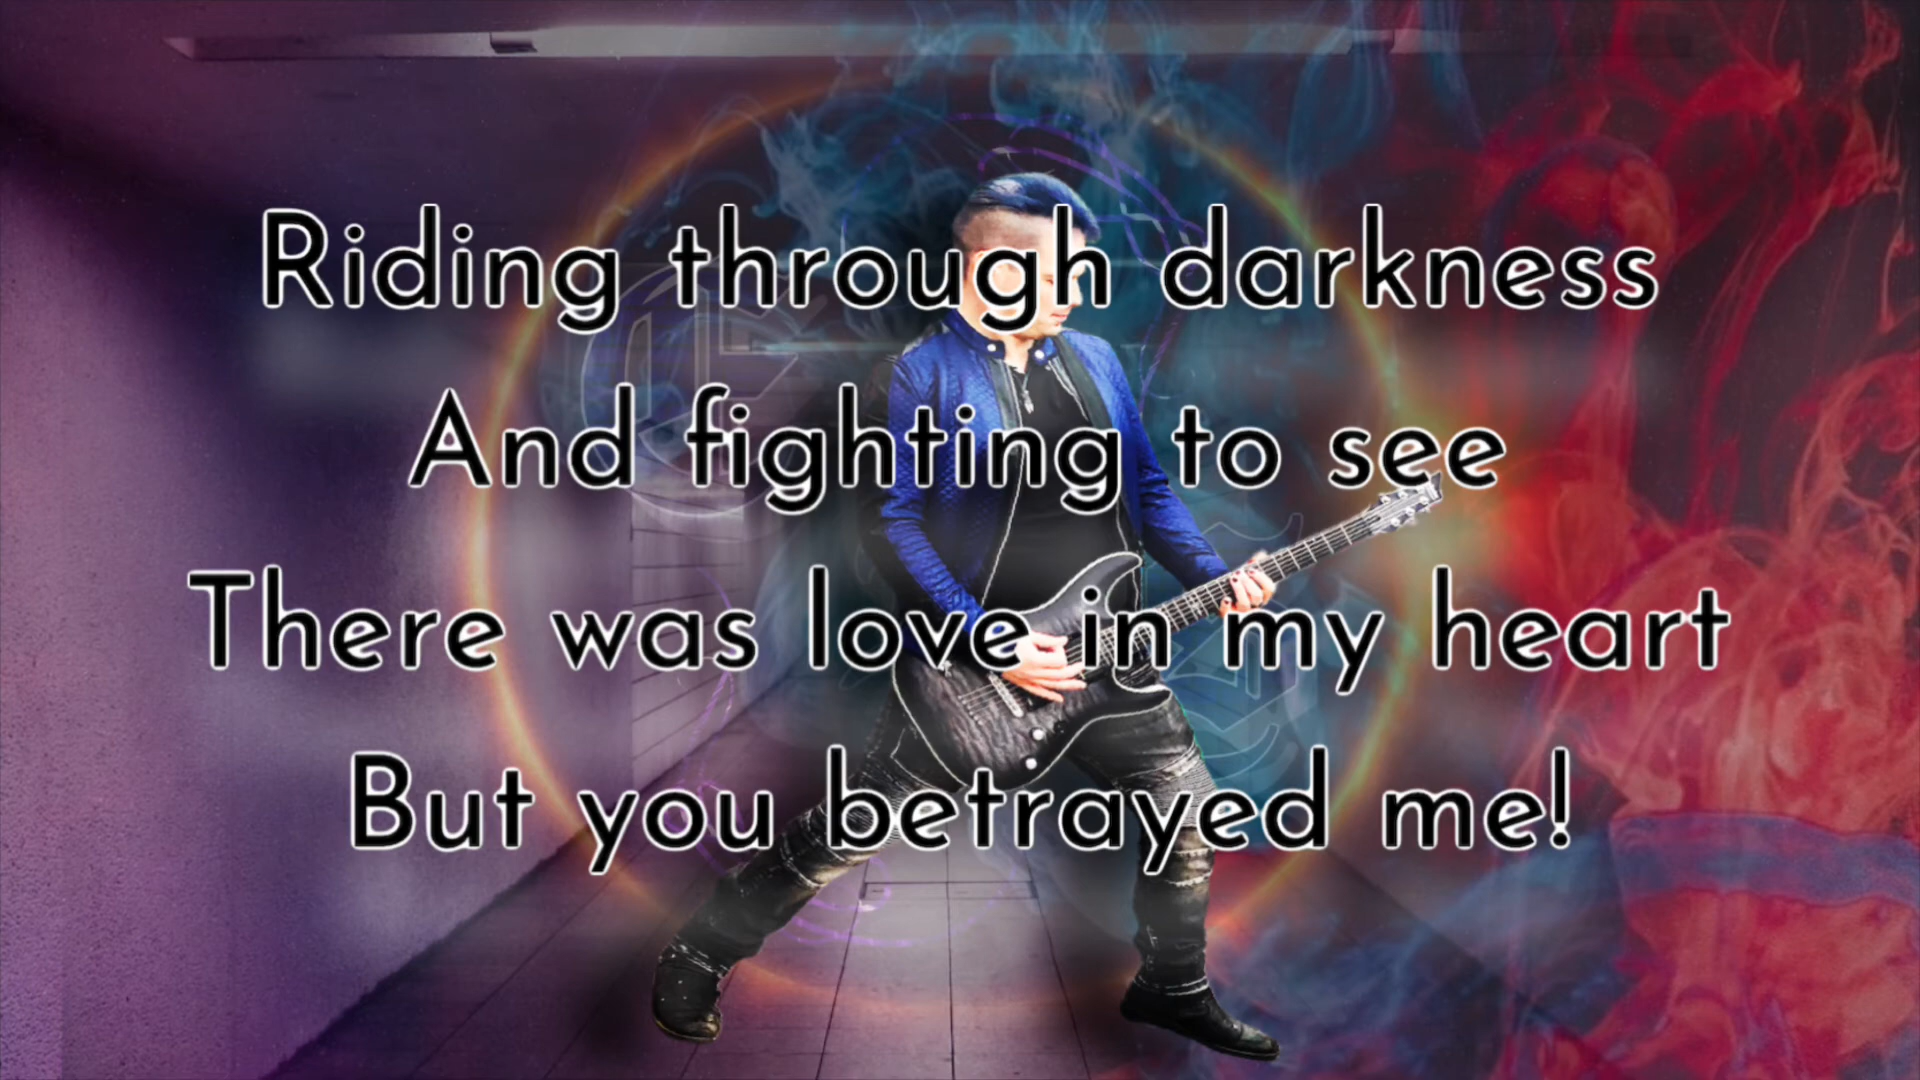 Riding through darkness
And fighting to see
There was love in my heart
But you betrayed me!